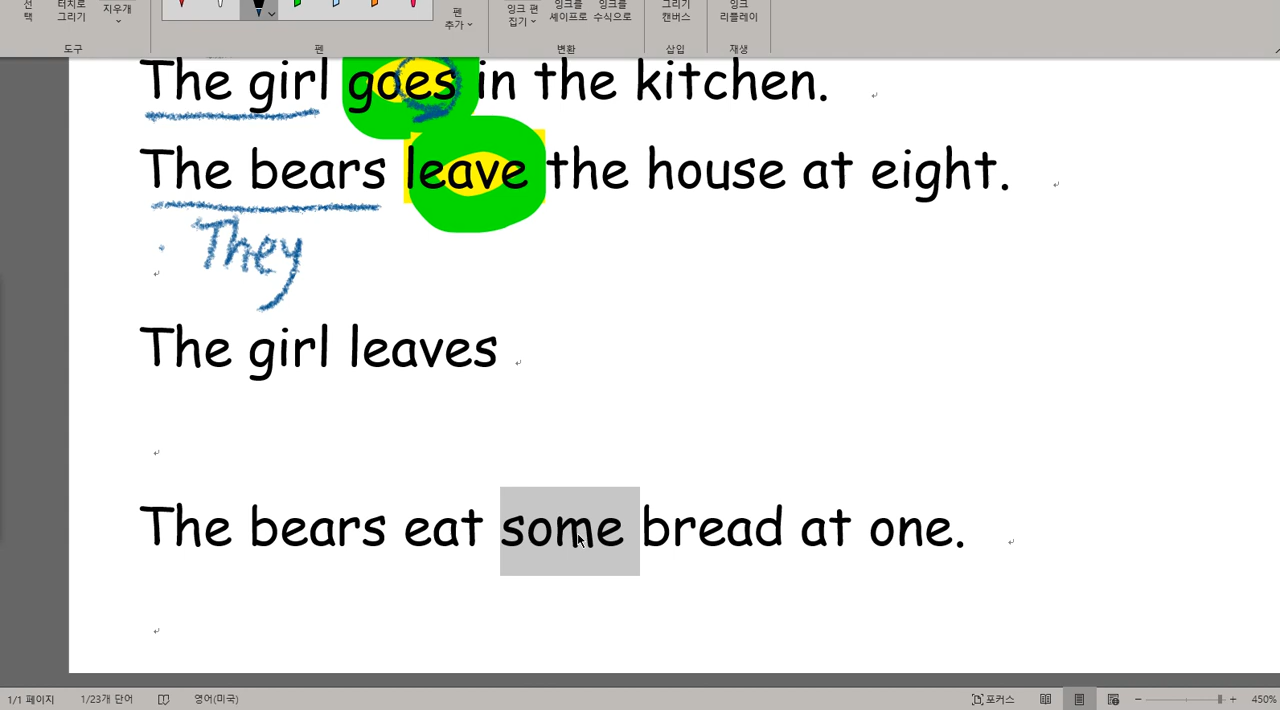 선택
터치로 그리기
지우개
펜 추가
잉크 편집기
잉크를 셰이프로
잉크를 수식으로
그리기 캔버스
잉크 리플레이
도구
펜
변환
삽입
재생
The girl goes in the kitchen.
The bears leave the house at eight.
They
The girl leaves
The bears eat some bread at one.
1/1 페이지
1/23개 단어
영어(미국)
포커스
450%